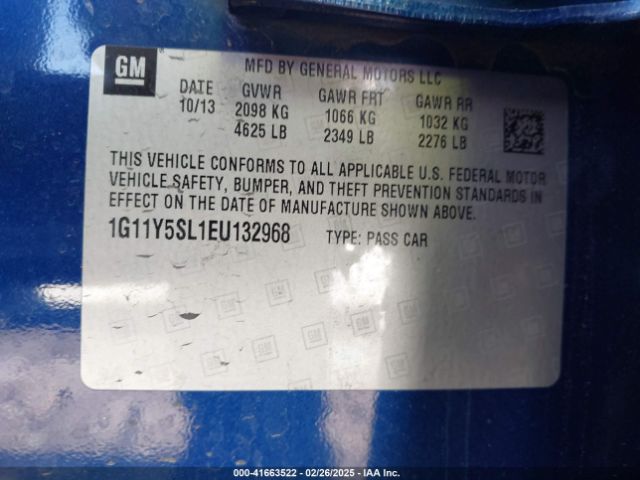 GM
MFD BY GENERAL MOTORS LLC
DATE GVWR GAWR FRT GAWR RR
10/13 2098 KG 1066 KG 1032 KG
4625 LB 2349 LB 2276 LB
THIS VEHICLE CONFORMS TO ALL APPLICABLE U.S. FEDERAL MOTOR
VEHICLE SAFETY, BUMPER, AND THEFT PREVENTION STANDARDS IN
EFFECT ON THE DATE OF MANUFACTURE SHOWN ABOVE.
1G11Y5SL1EU132968 TYPE: PASS CAR
000-41663522 - 02/26/2025 - IAA Inc.